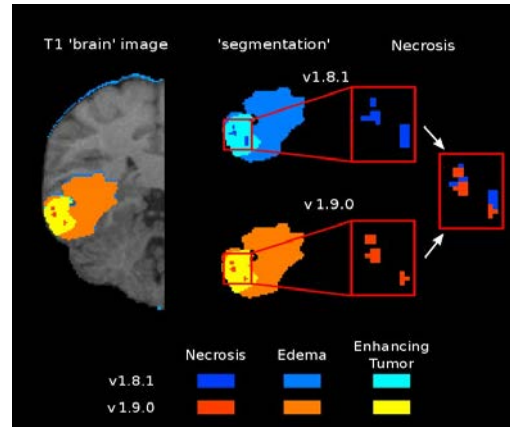 T1 'brain' image
'segmentation'
Necrosis
v1.8.1
v 1.9.0
Necrosis
Edema
Enhancing
Tumor
v1.8.1
v1.9.0